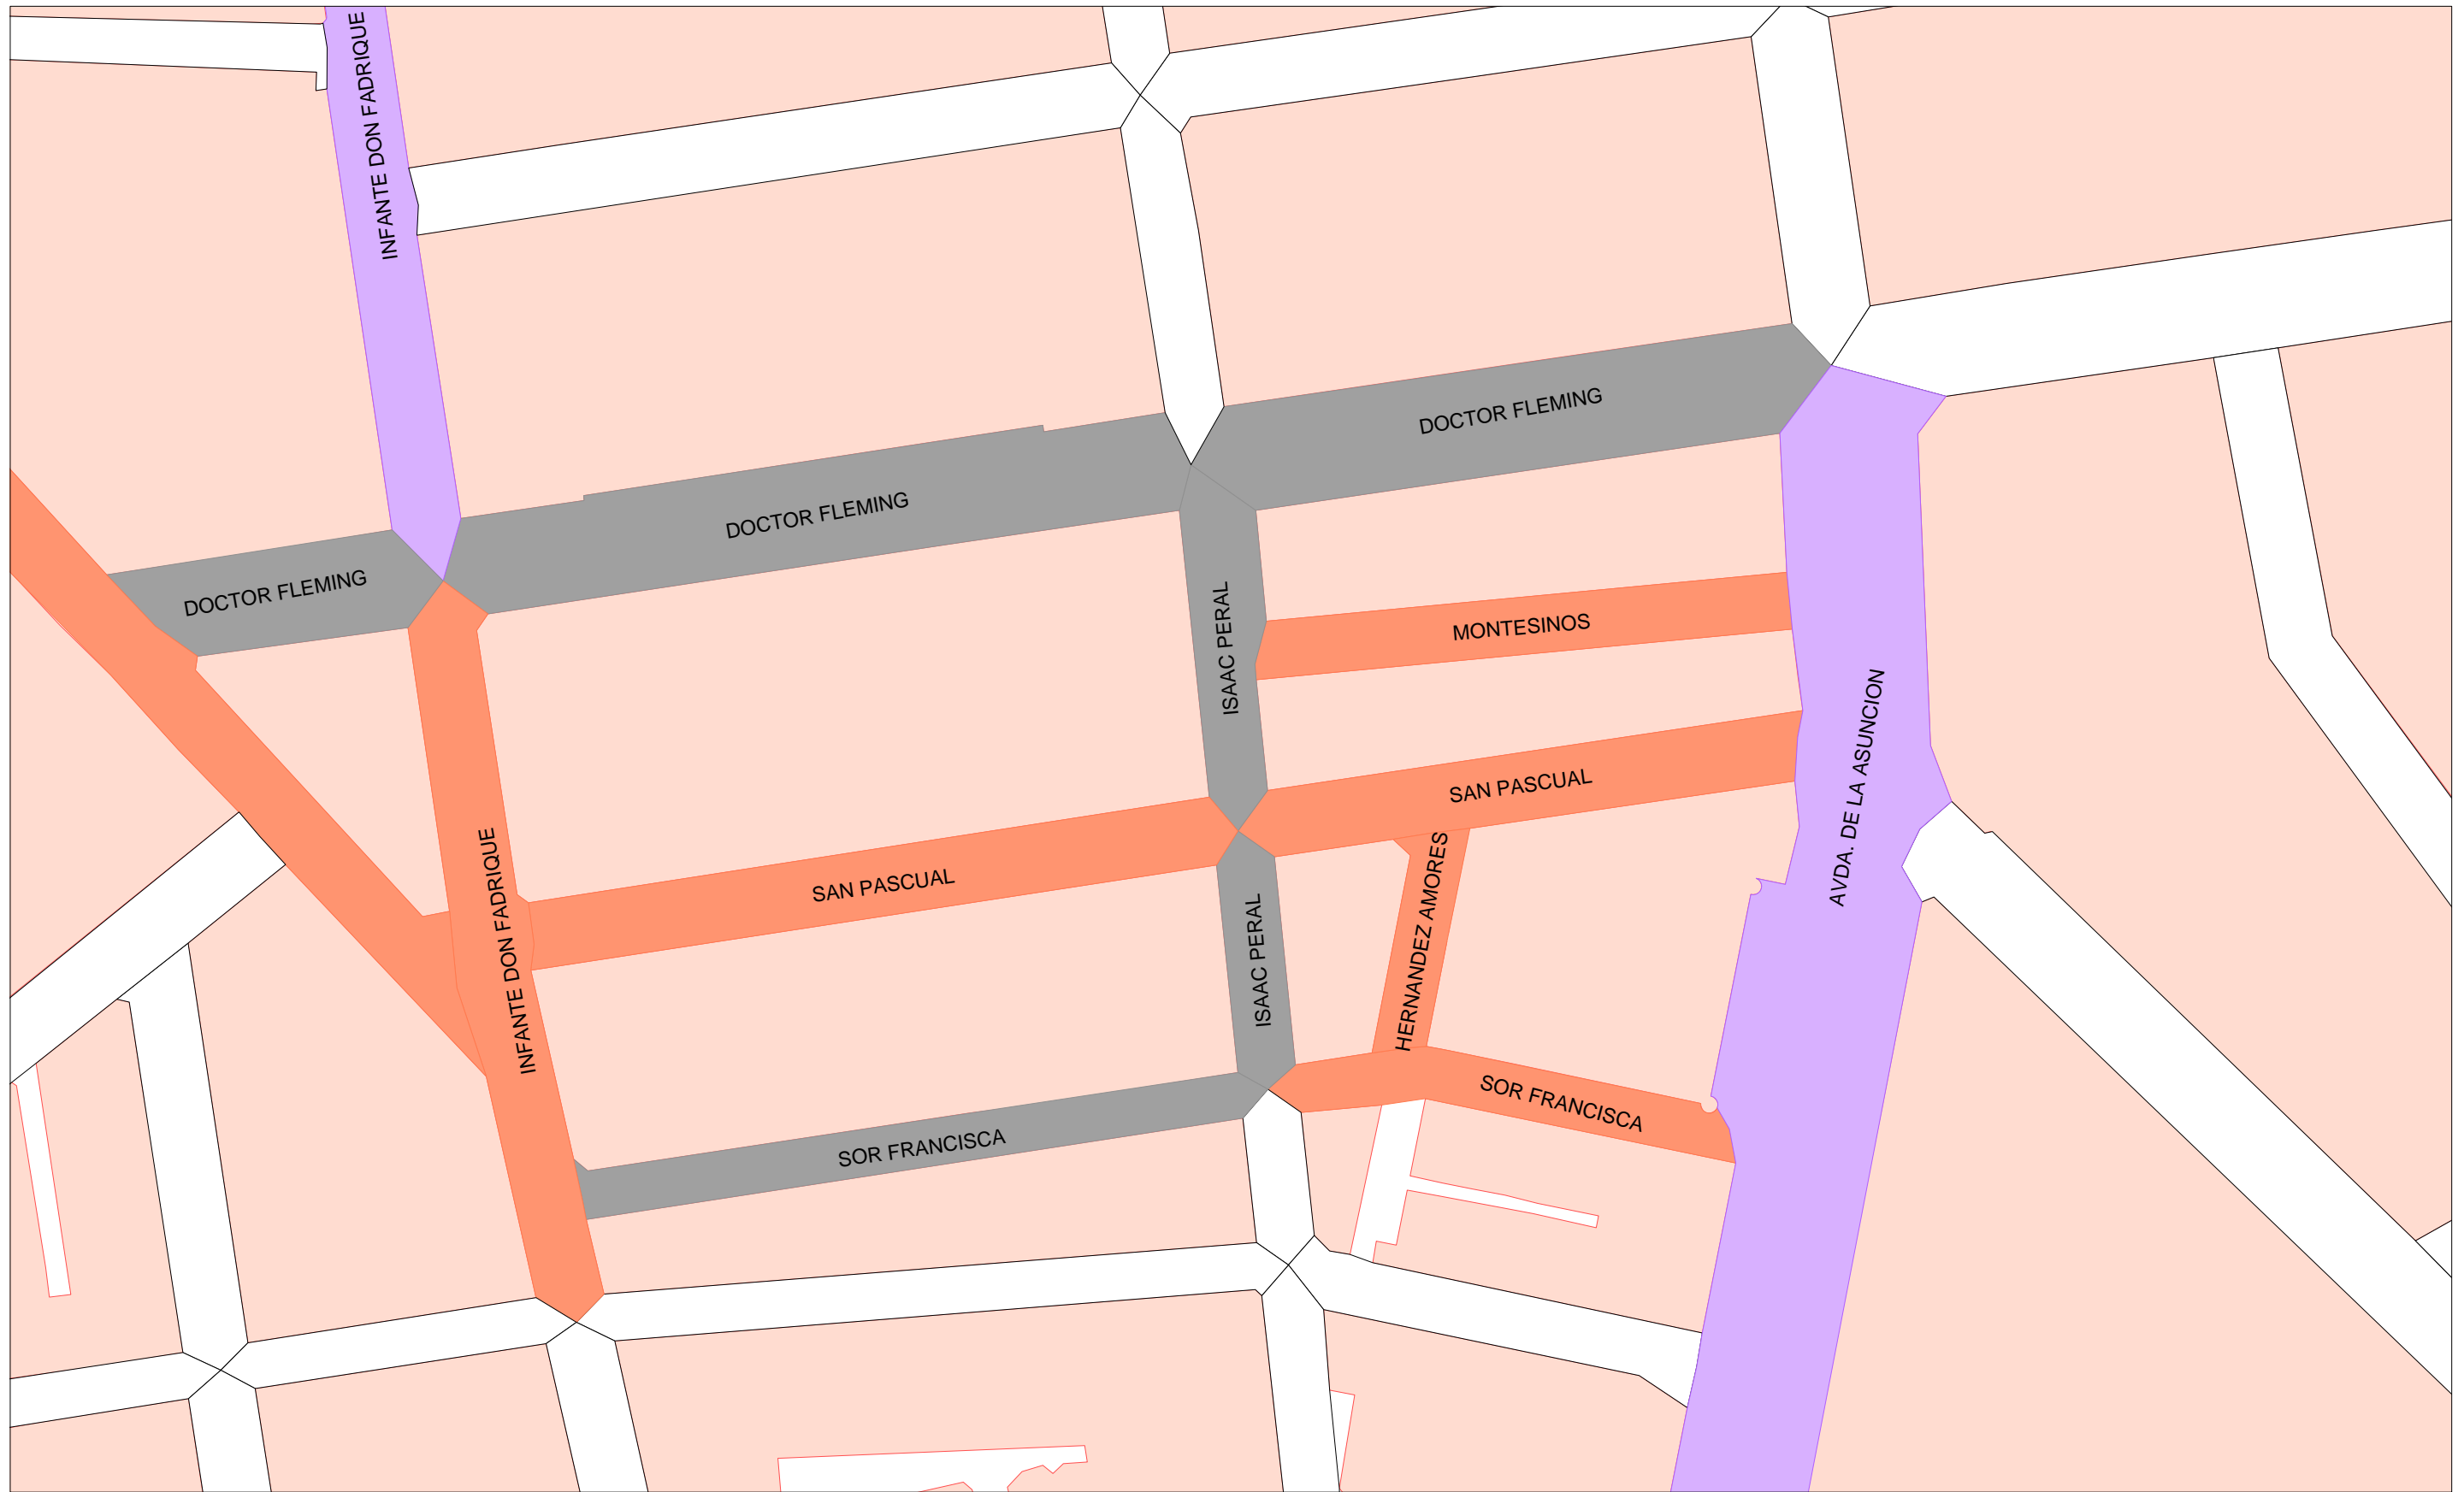 INFANTE DON FADRIQUE
DOCTOR FLEMING
DOCTOR FLEMING
DOCTOR FLEMING
ISAAC PERAL
MONTESINOS
AVDA. DE LA ASUNCION
SAN PASCUAL
SAN PASCUAL
INFANTE DON FADRIQUE
HERNANDEZ AMORES
ISAAC PERAL
SOR FRANCISCA
SOR FRANCISCA